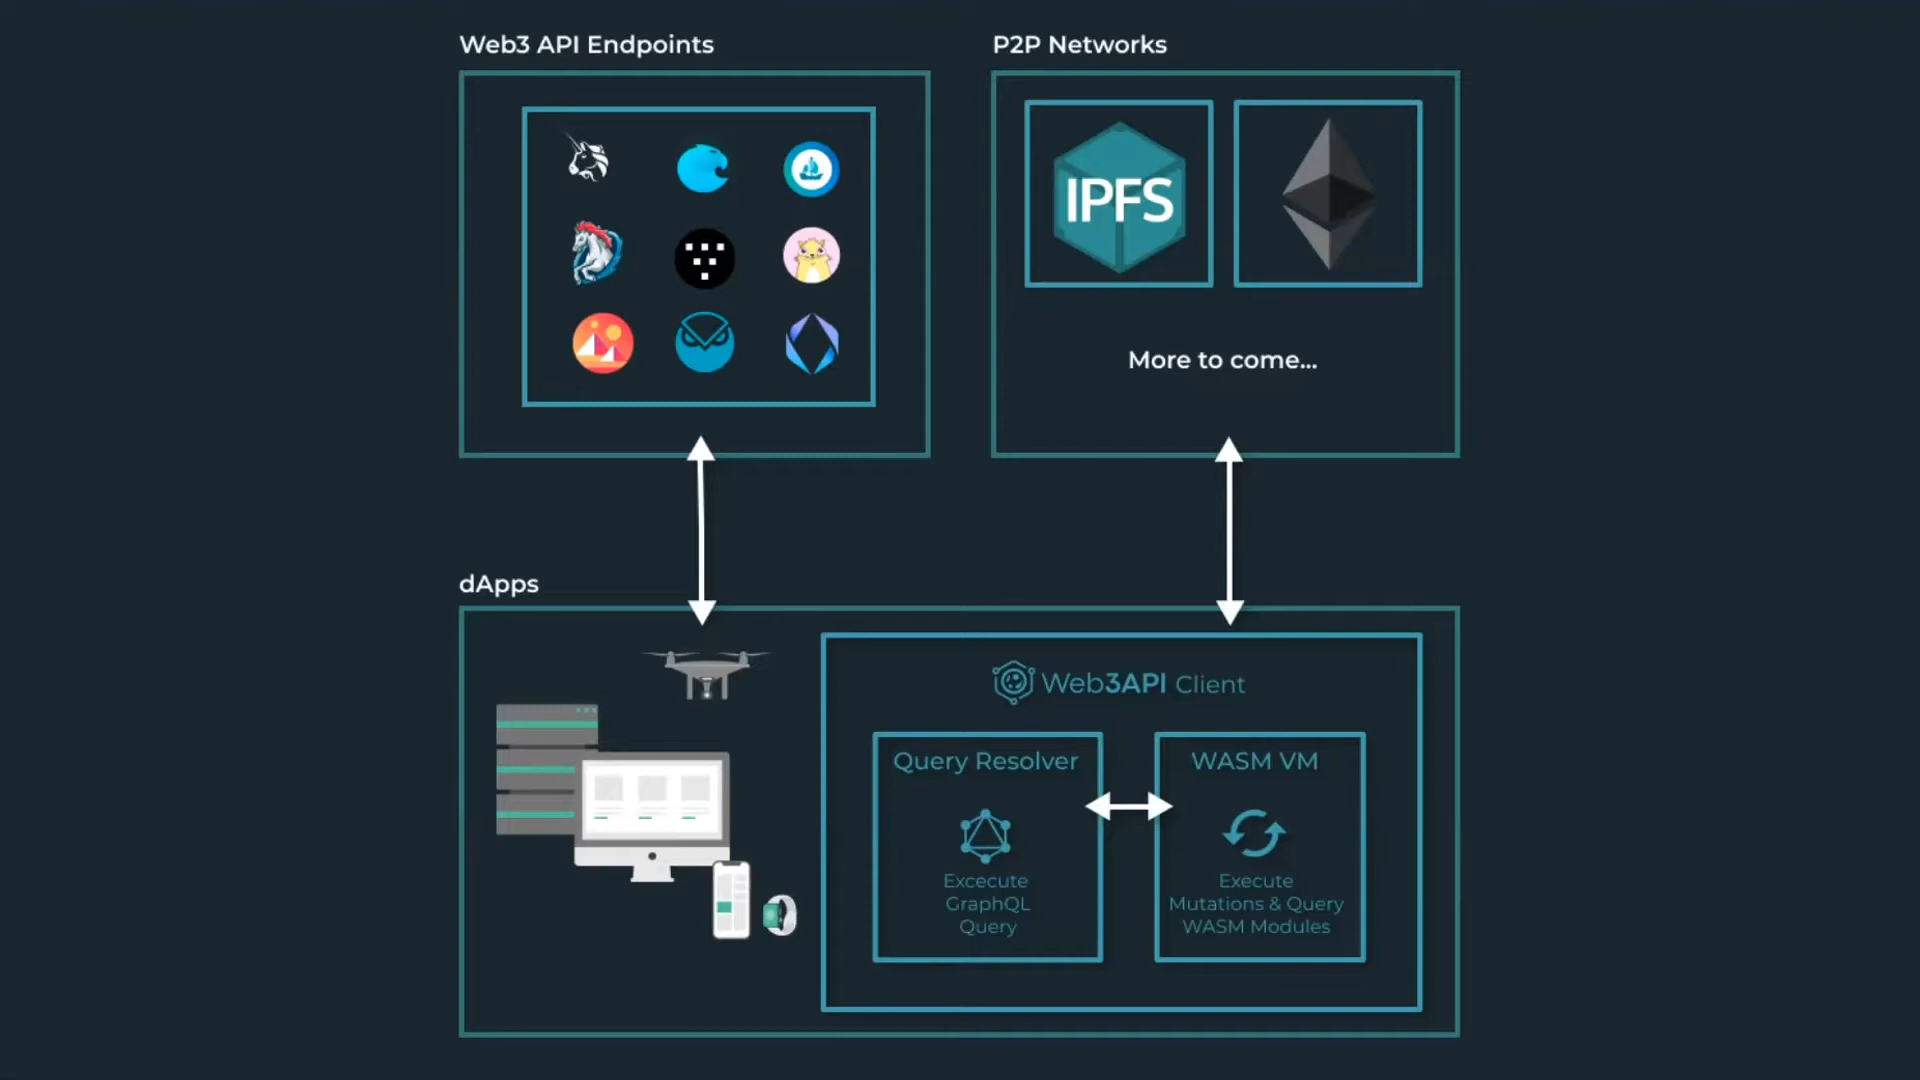 Web3 API Endpoints
P2P Networks
IPFS
More to come...
dApps
Web3API Client
Query Resolver
Excecute
GraphQL
Query
WASM VM
Execute
Mutations & Query
WASM Modules